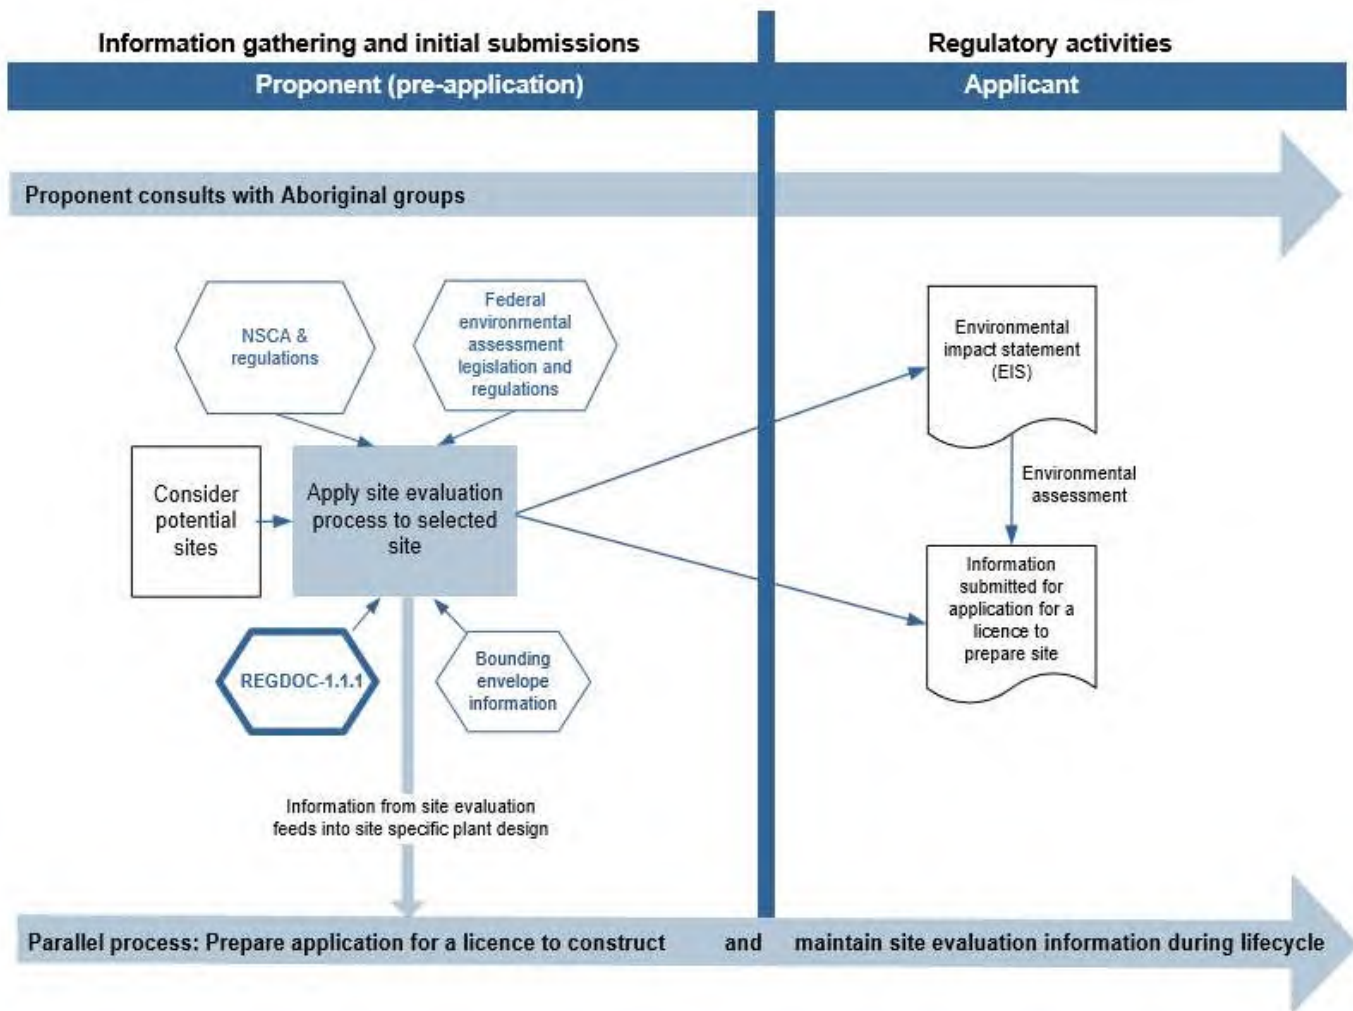 Information gathering and initial submissions
Regulatory activities
Proponent (pre-application)
Applicant
Proponent consults with Aboriginal groups
NSCA &
regulations
Federal
environmental
assessment
legislation and
regulations
Consider
potential
sites
Apply site evaluation
process to selected
site
REGDOC-1.1.1
Bounding
envelope
information
Information from site evaluation
feeds into site specific plant design
Environmental
impact statement
(EIS)
Environmental
assessment
Information
submitted for
application for a
licence to
prepare site
Parallel process: Prepare application for a licence to construct and maintain site evaluation information during lifecycle